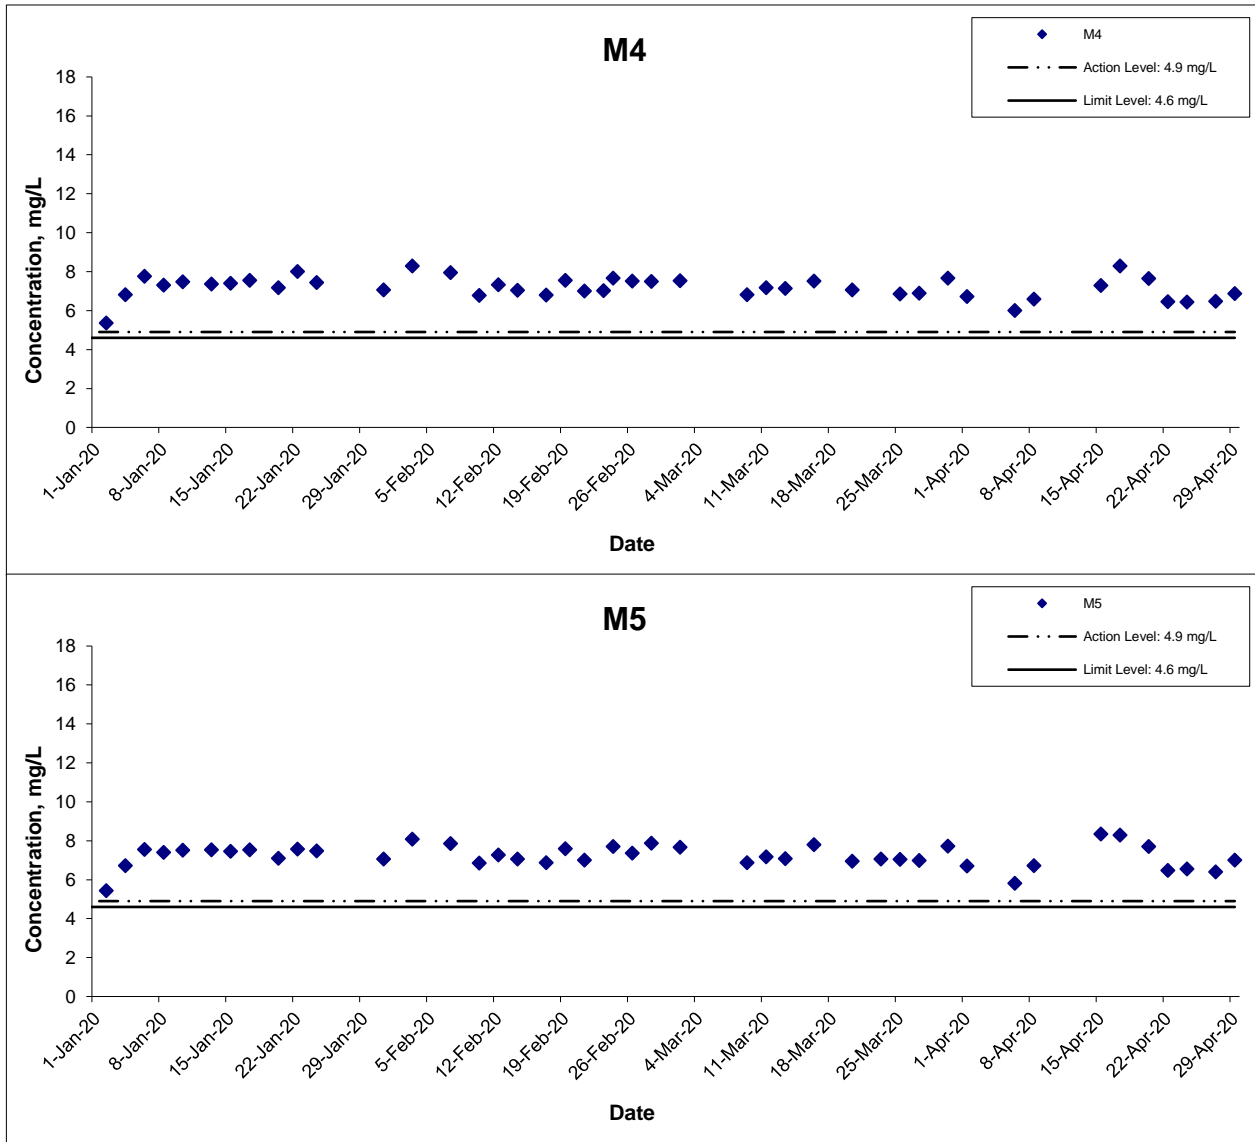 M4
M4
Action Level: 4.9 mg/L
Limit Level: 4.6 mg/L
Concentration, mg/L
18
16
14
12
10
8
6
4
2
0
1-Jan-20
8-Jan-20
15-Jan-20
22-Jan-20
29-Jan-20
5-Feb-20
12-Feb-20
19-Feb-20
26-Feb-20
4-Mar-20
11-Mar-20
18-Mar-20
25-Mar-20
1-Apr-20
8-Apr-20
15-Apr-20
22-Apr-20
29-Apr-20
Date
M5
M5
Action Level: 4.9 mg/L
Limit Level: 4.6 mg/L
Concentration, mg/L
18
16
14
12
10
8
6
4
2
0
1-Jan-20
8-Jan-20
15-Jan-20
22-Jan-20
29-Jan-20
5-Feb-20
12-Feb-20
19-Feb-20
26-Feb-20
4-Mar-20
11-Mar-20
18-Mar-20
25-Mar-20
1-Apr-20
8-Apr-20
15-Apr-20
22-Apr-20
29-Apr-20
Date